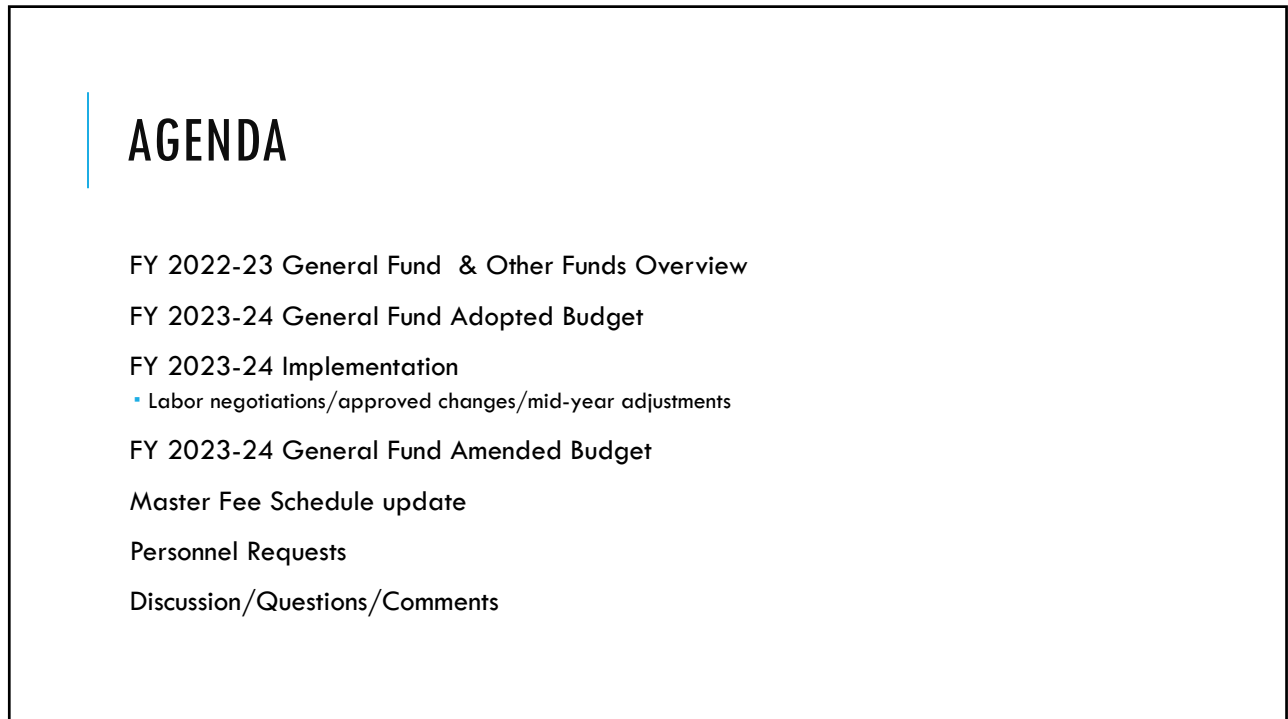 AGENDA
FY 2022-23 General Fund  & Other Funds Overview
FY 2023-24 General Fund Adopted Budget
FY 2023-24 Implementation
▪ Labor negotiations/approved changes/mid-year adjustments
FY 2023-24 General Fund Amended Budget
Master Fee Schedule update
Personnel Requests
Discussion/Questions/Comments